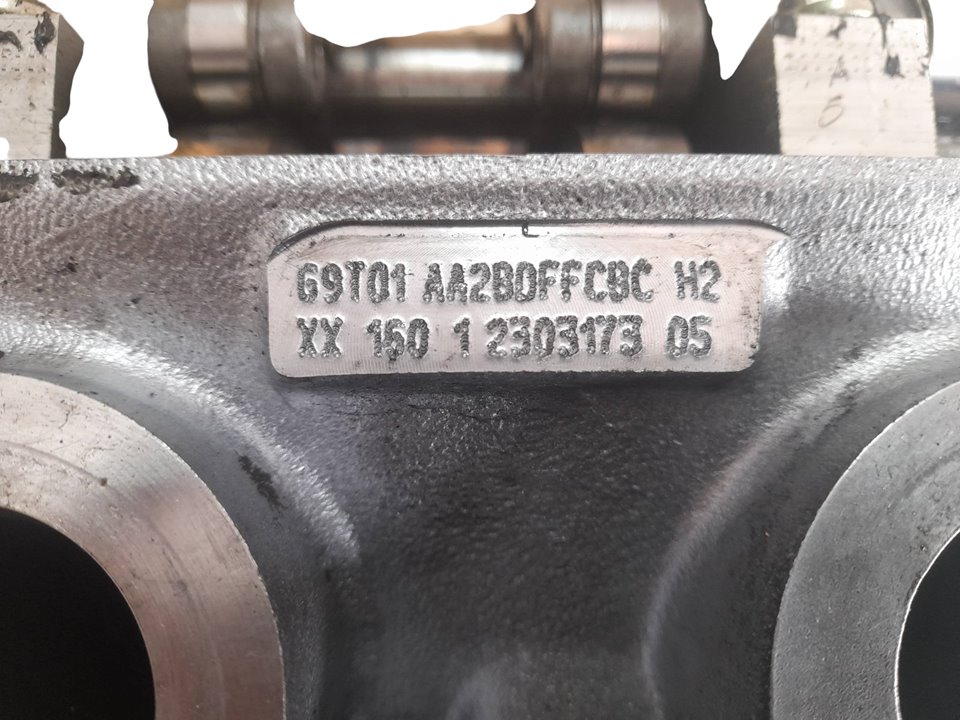 G9T01 AA2BDFFCBC H2
XX 160 1 2303173 05